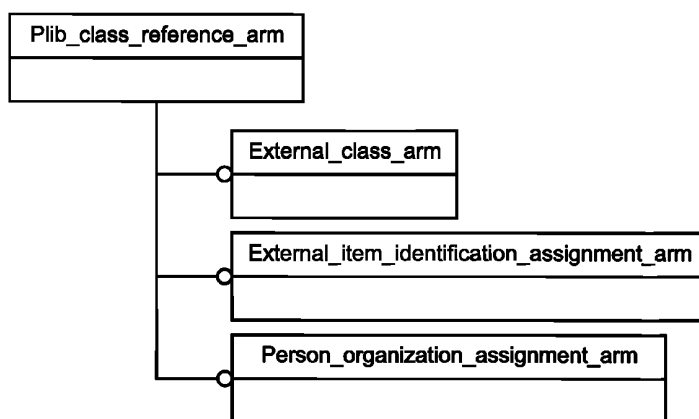 Plib_class_reference_arm
External_class_arm
External_item_identification_assignment_arm
Person_organization_assignment_arm